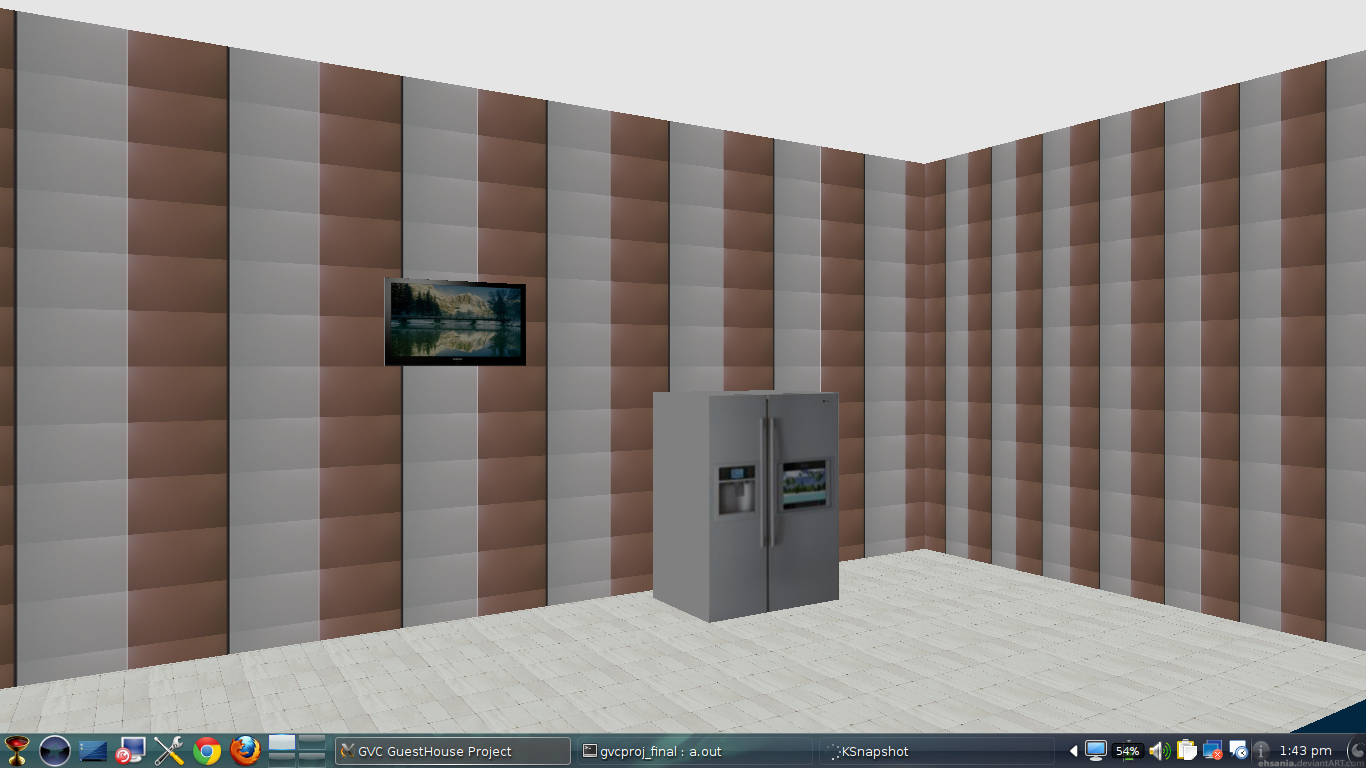 GVC GuestHouse Project
gvcproj_final : a.out
KSnapshot
54%
1:43 pm
ehsania.deviantART.com